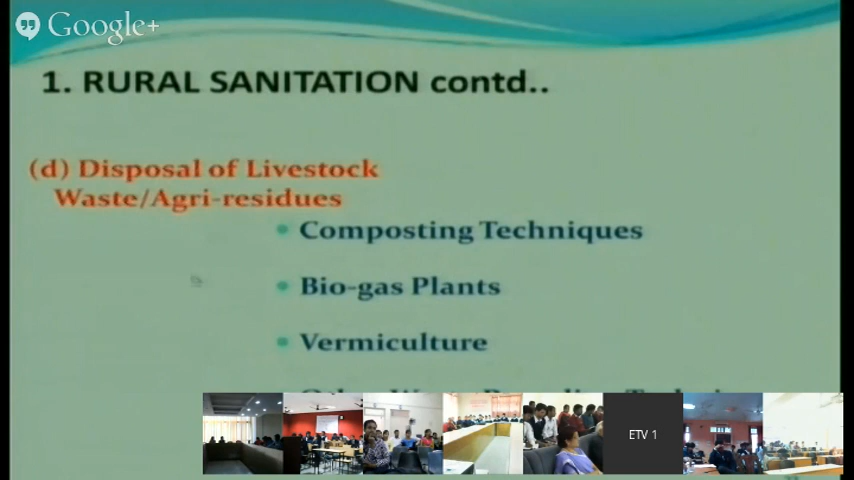 Google+
1. RURAL SANITATION contd..
(d) Disposal of Livestock
Waste/Agri-residues
Composting Techniques
Bio-gas Plants
Vermiculture
ETV 1